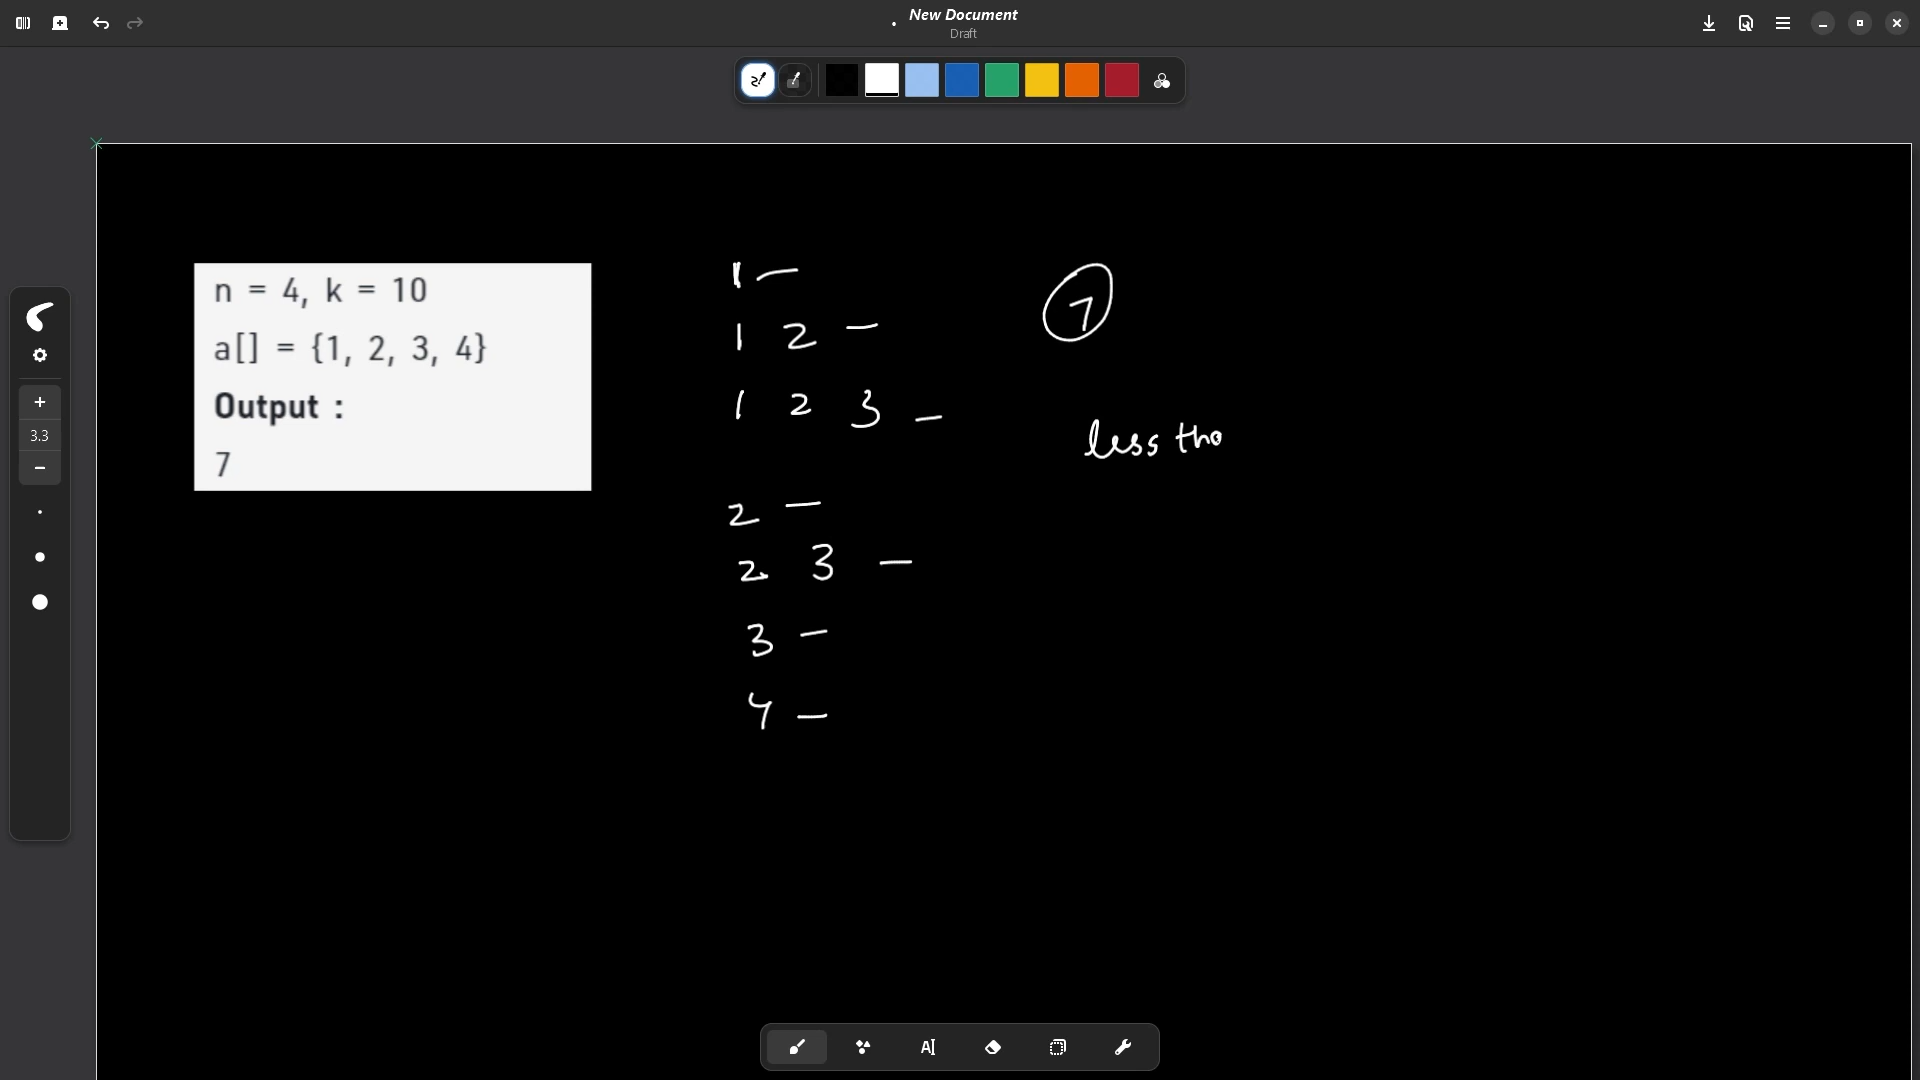 New Document
Draft
n = 4, k = 10
a[] = {1, 2, 3, 4}
Output :
7
1 —
1 2 —
1 2 3 —
2 —
2 3 —
3 —
4 —
7
less tha
+
3.3
−